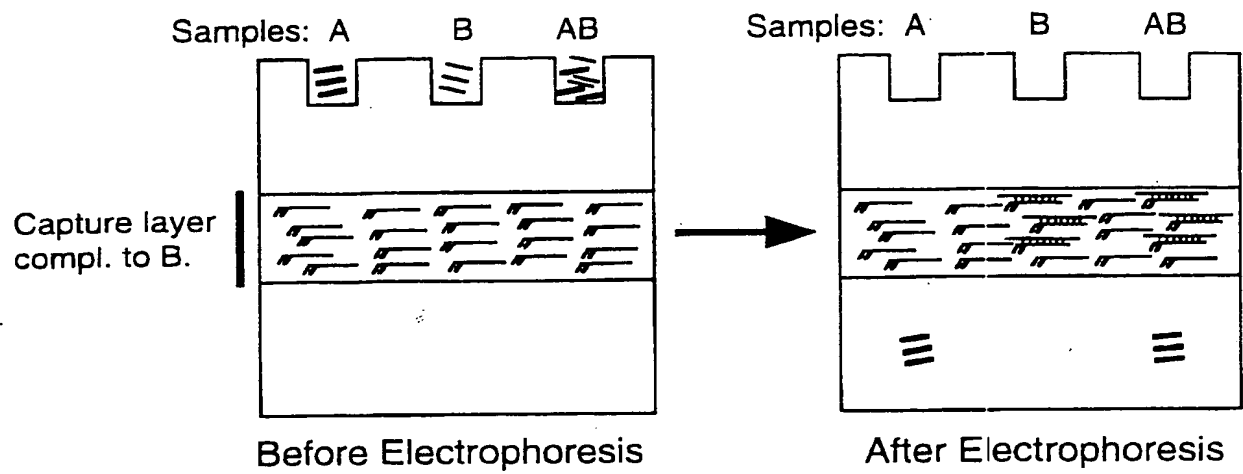 Samples: A B AB
Samples: A B AB
Capture layer
compl. to B.
Before Electrophoresis
After Electrophoresis